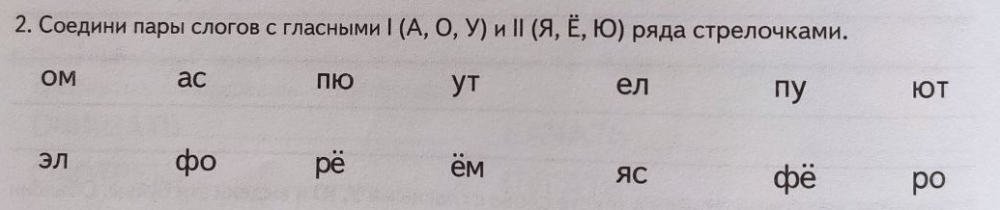 2. Соедини пары слогов с гласными I (А, О, У) и II (Я, Ё, Ю) ряда стрелочками.
ом ас пю ут ел пу ют
эл фо рё ём яс фё ро